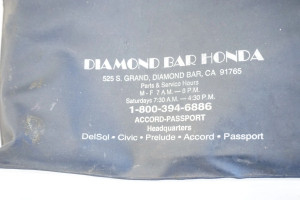 DIAMOND BAR HONDA
525 S. GRAND, DIAMOND BAR, CA 91765
Parts & Service Hours
M - F 7 A.M. — 9 P.M.
Saturdays 7:30 A.M. – 4:30 P.M.
1-800-394-6886
ACCORD-PASSPORT
Headquarters
DelSol • Civic • Prelude • Accord • Passport